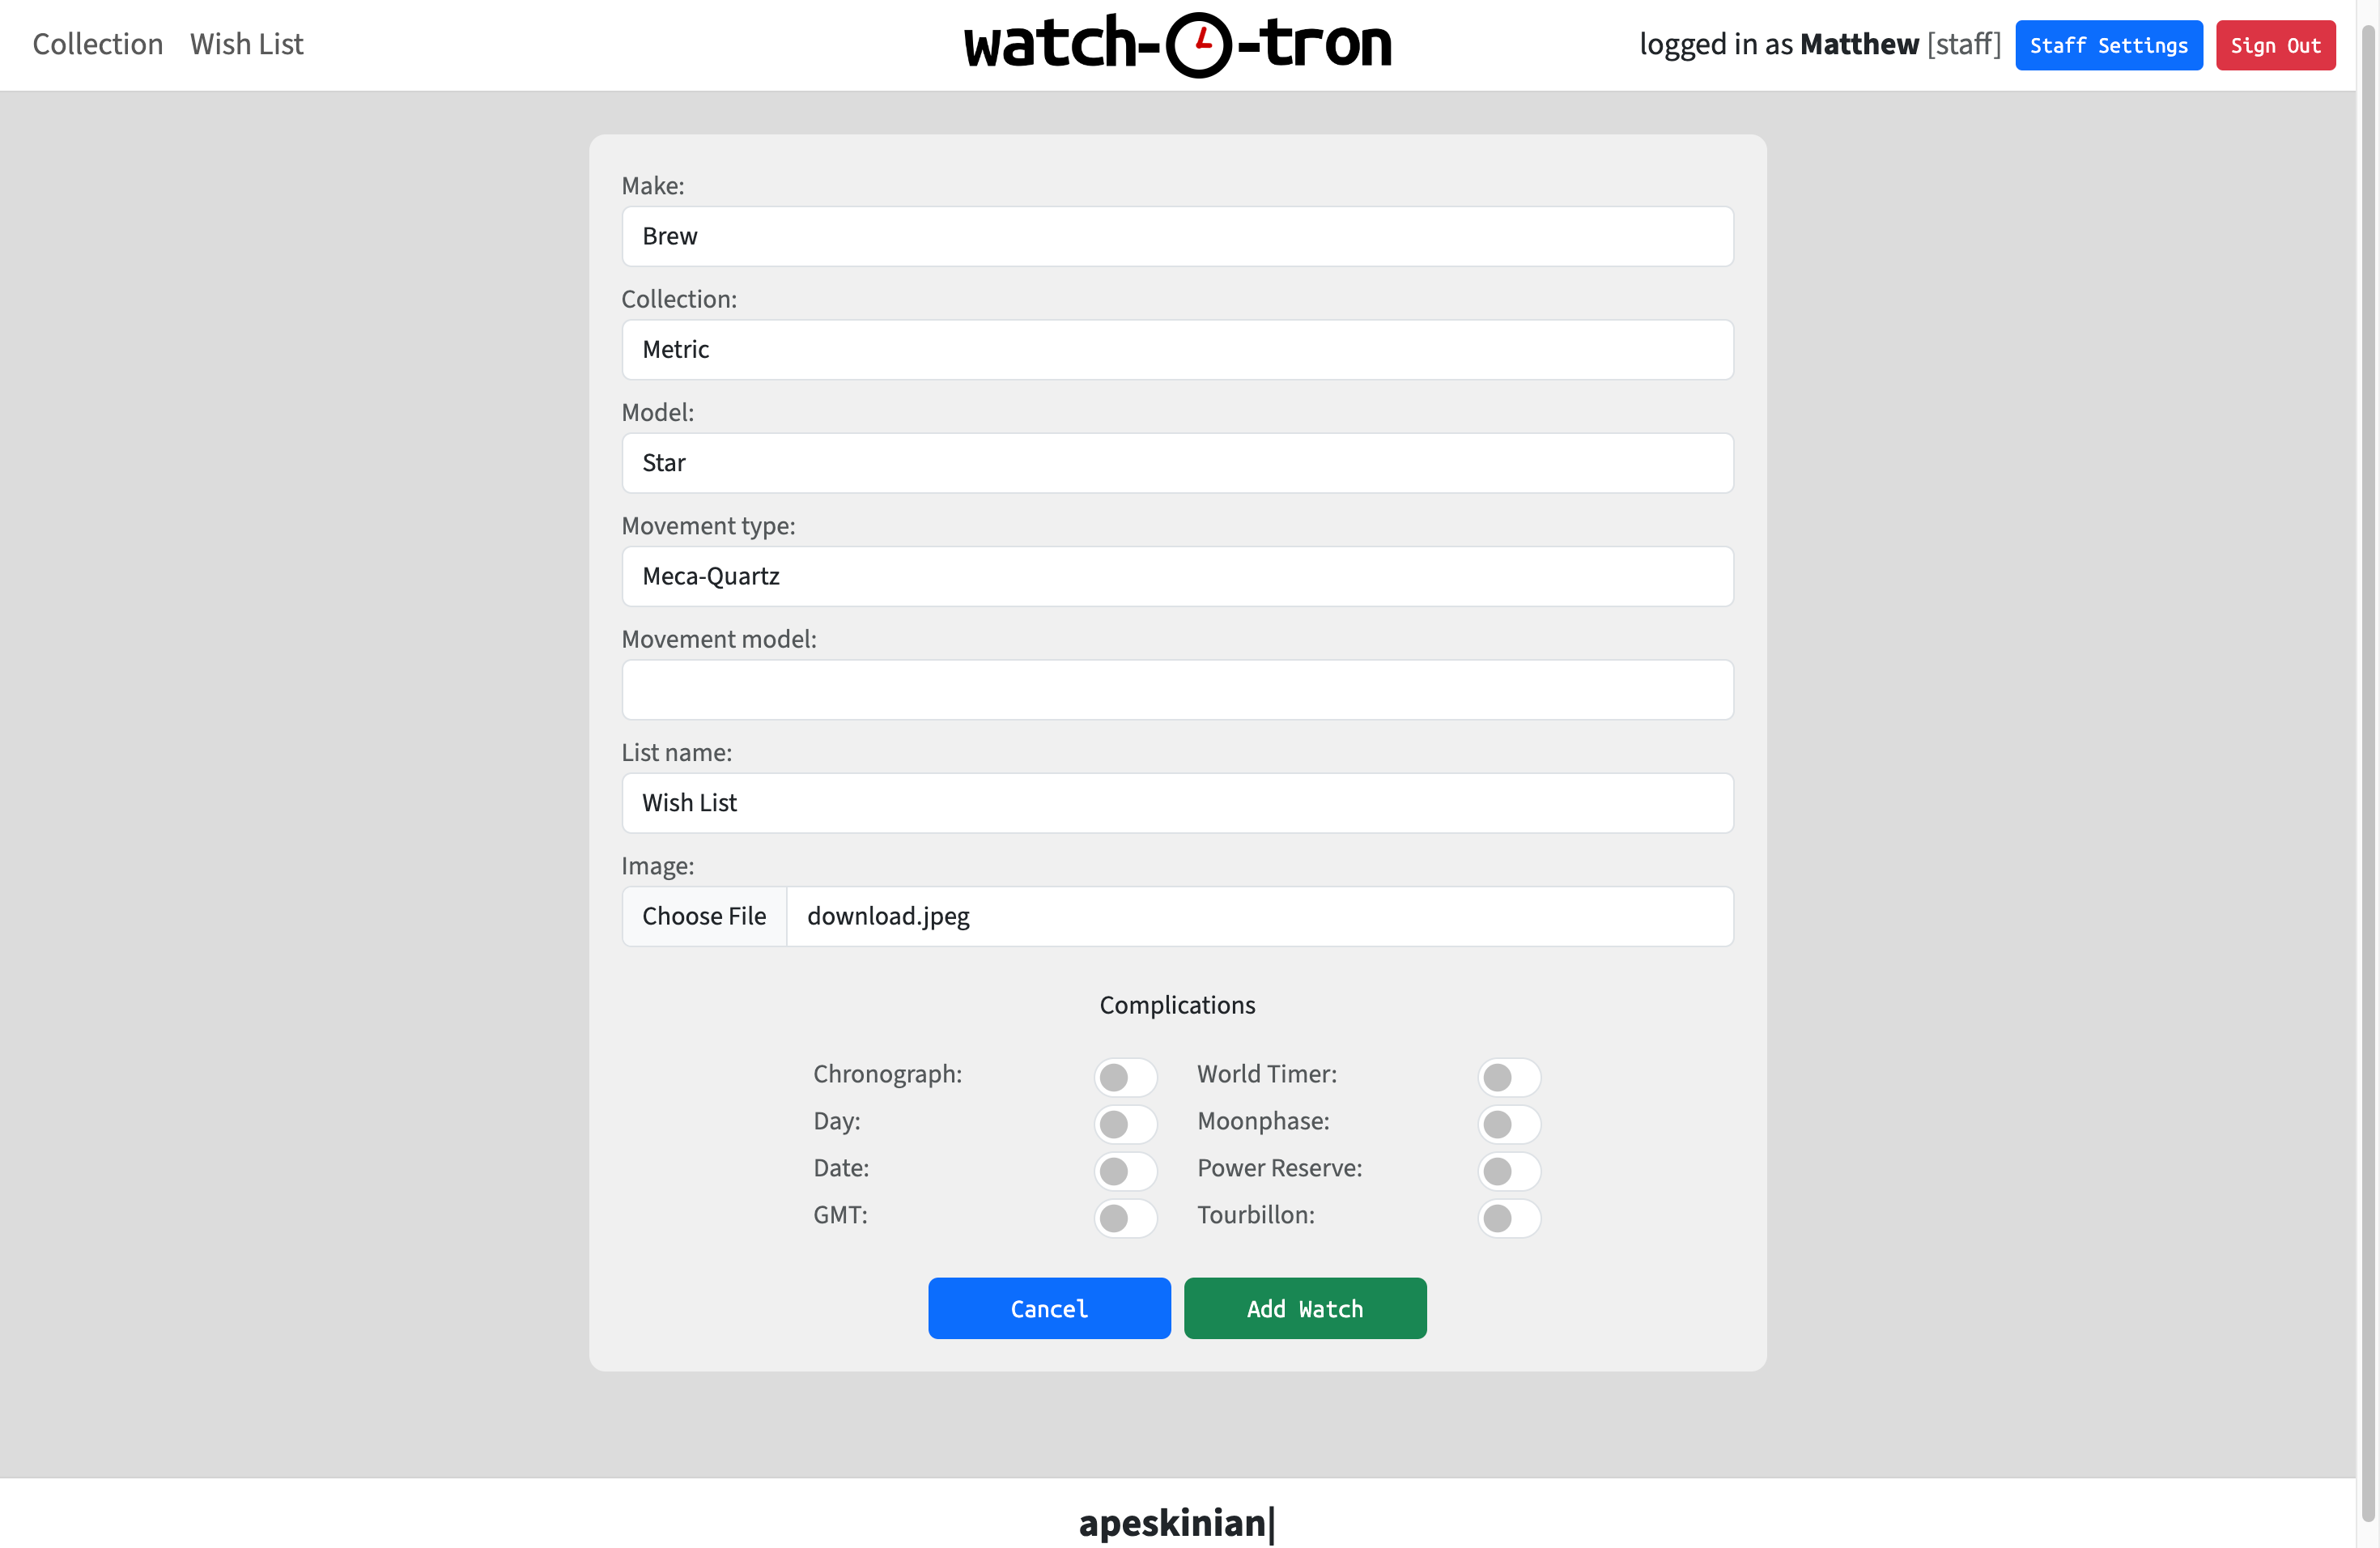 Collection Wish List watch-O-tron logged in as Matthew [staff] Staff Settings Sign Out
Make:
Brew
Collection:
Metric
Model:
Star
Movement type:
Meca-Quartz
Movement model:
List name:
Wish List
Image:
Choose File download.jpeg
Complications
Chronograph: World Timer:
Day: Moonphase:
Date: Power Reserve:
GMT: Tourbillon:
Cancel Add Watch
apeskinian|